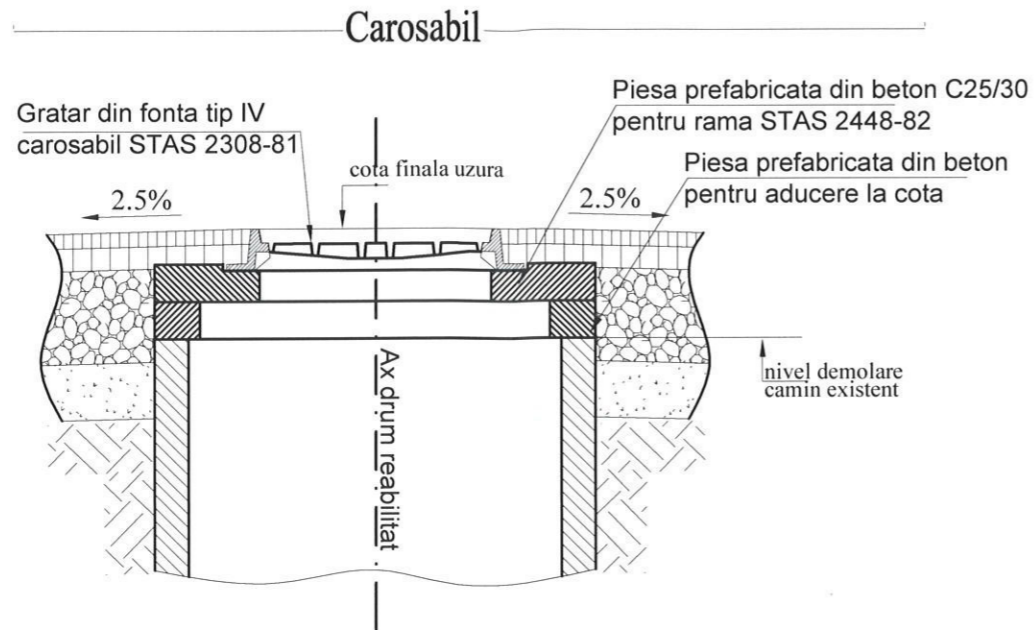 Carosabil
Gratar din fonta tip IV
carosabil STAS 2308-81
Piesa prefabricata din beton C25/30
pentru rama STAS 2448-82
cota finala uzura
Piesa prefabricata din beton
pentru aducere la cota
2.5%
2.5%
nivel demolare
camin existent
Ax drum reabilitat